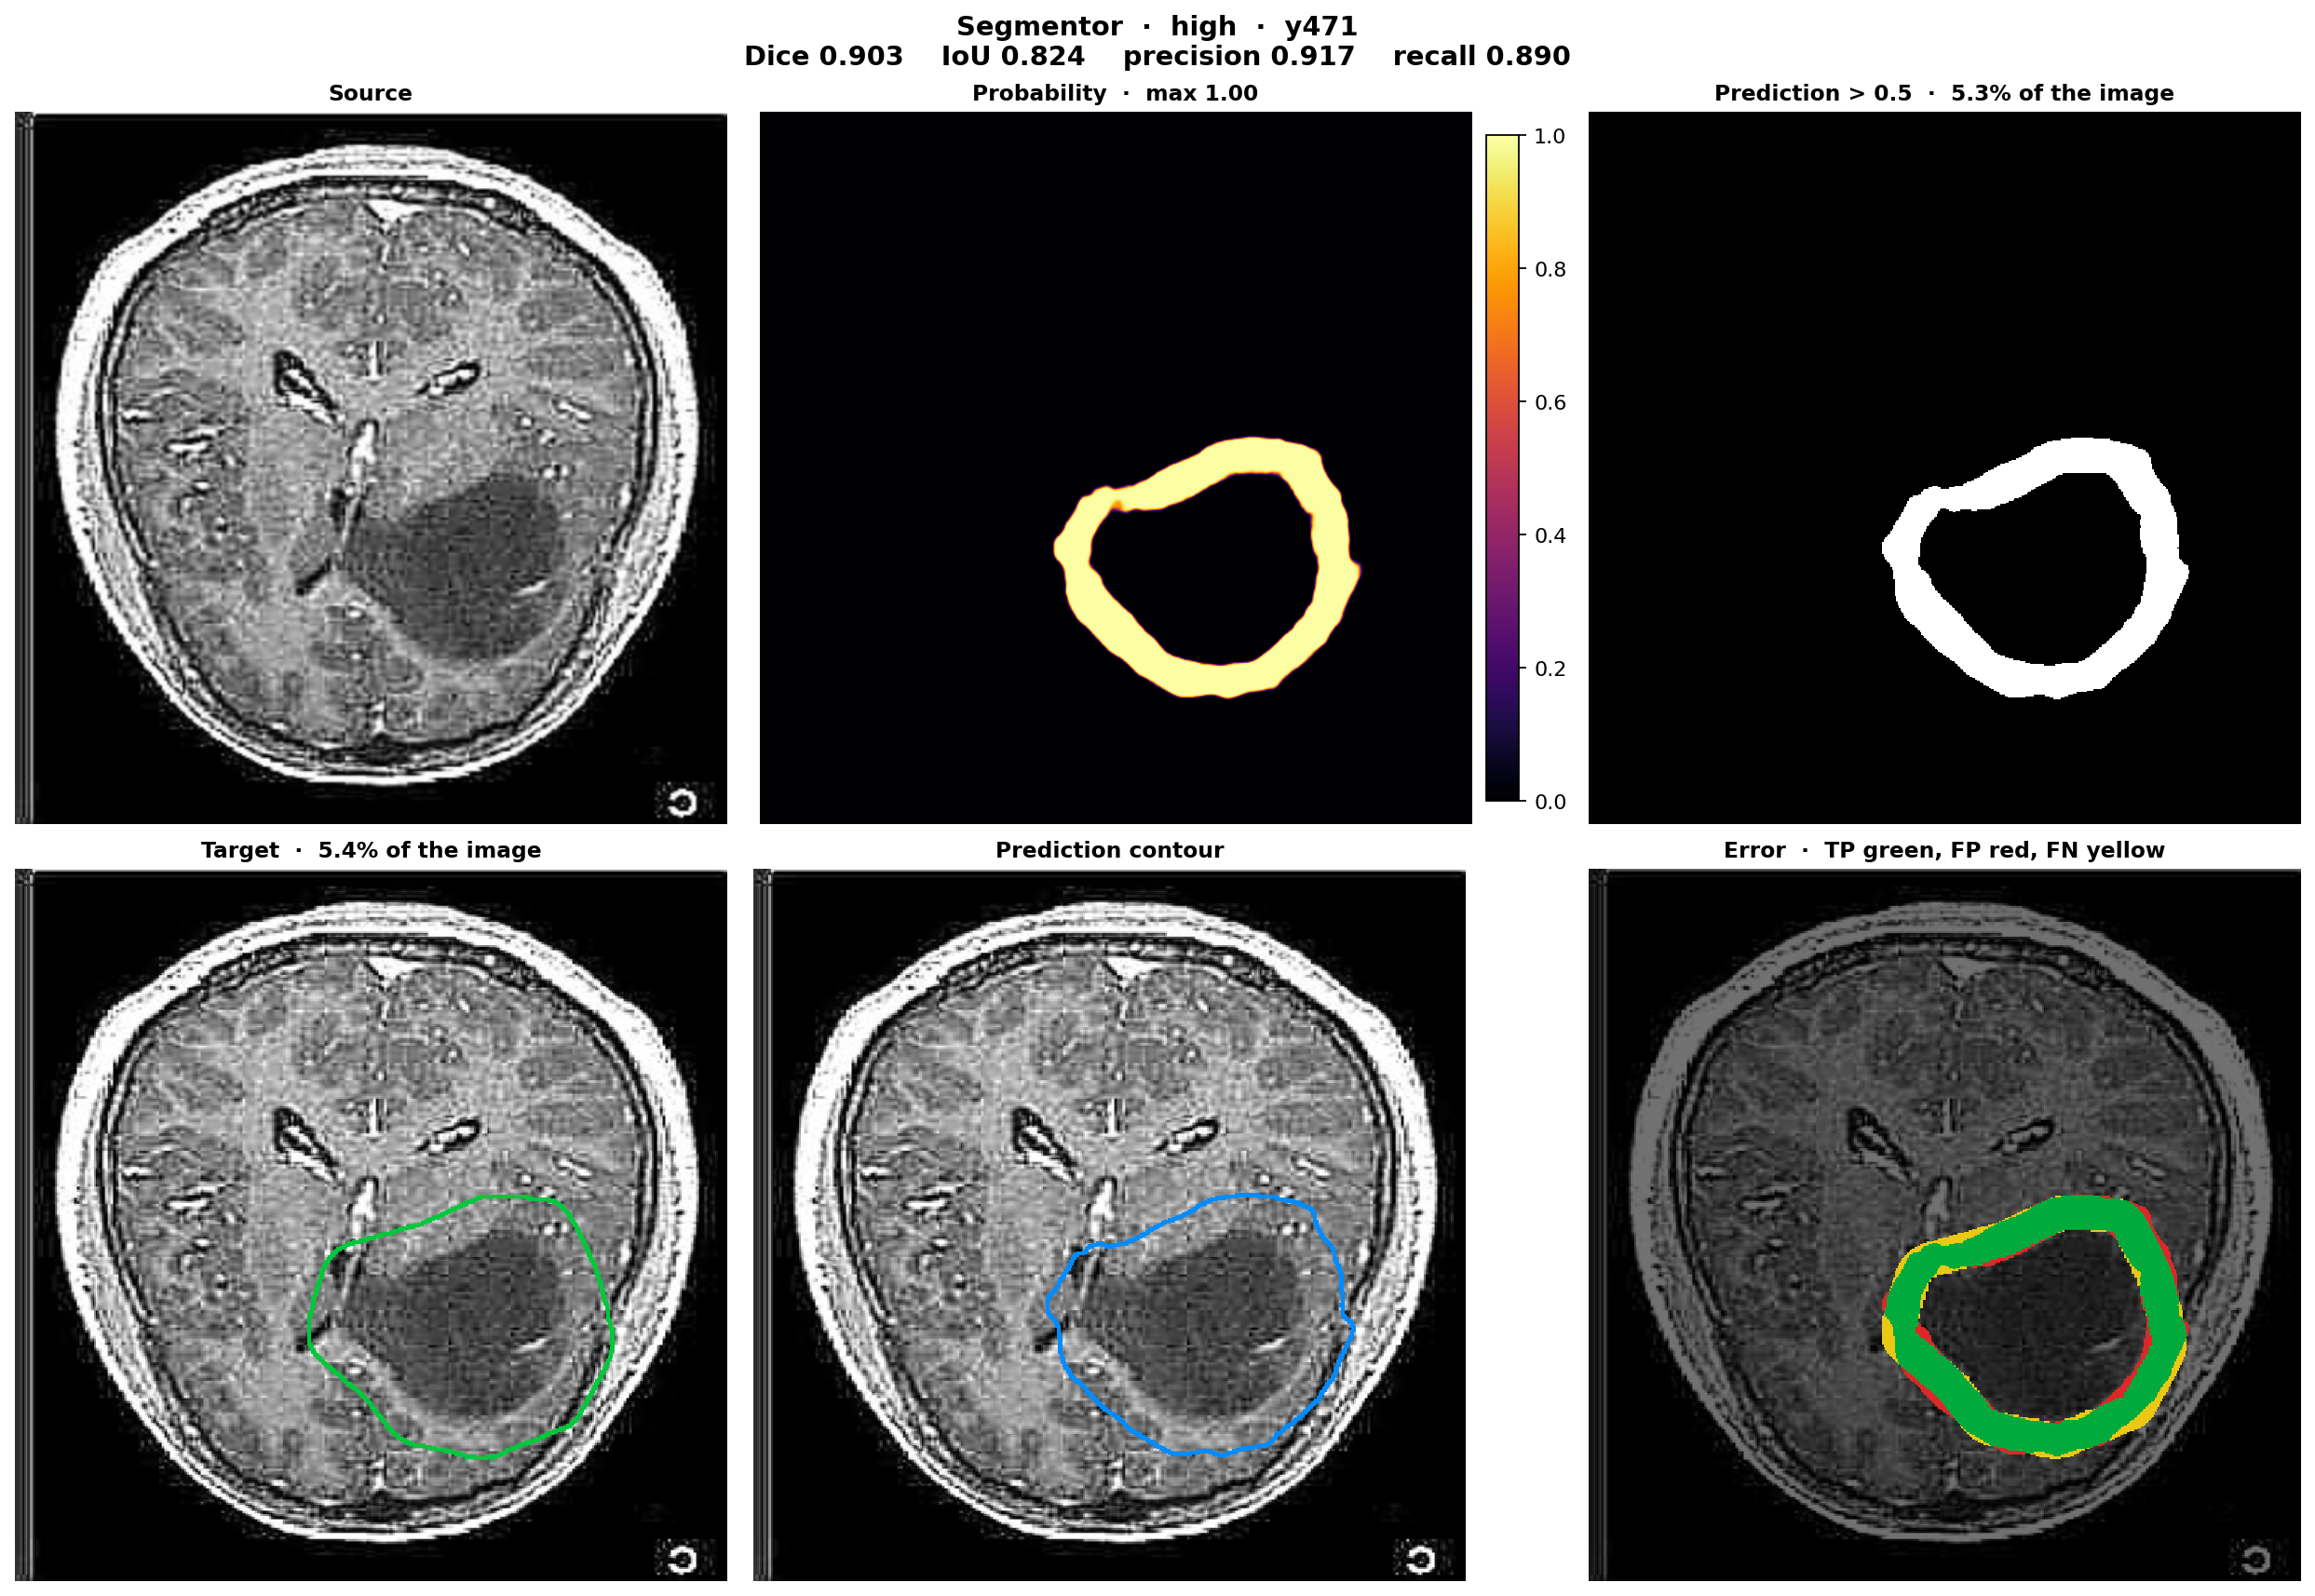 Segmentor · high · y471
Dice 0.903 IoU 0.824 precision 0.917 recall 0.890
Source
Probability · max 1.00
Prediction > 0.5 · 5.3% of the image
1.0
0.8
0.6
0.4
0.2
0.0
Target · 5.4% of the image
Prediction contour
Error · TP green, FP red, FN yellow